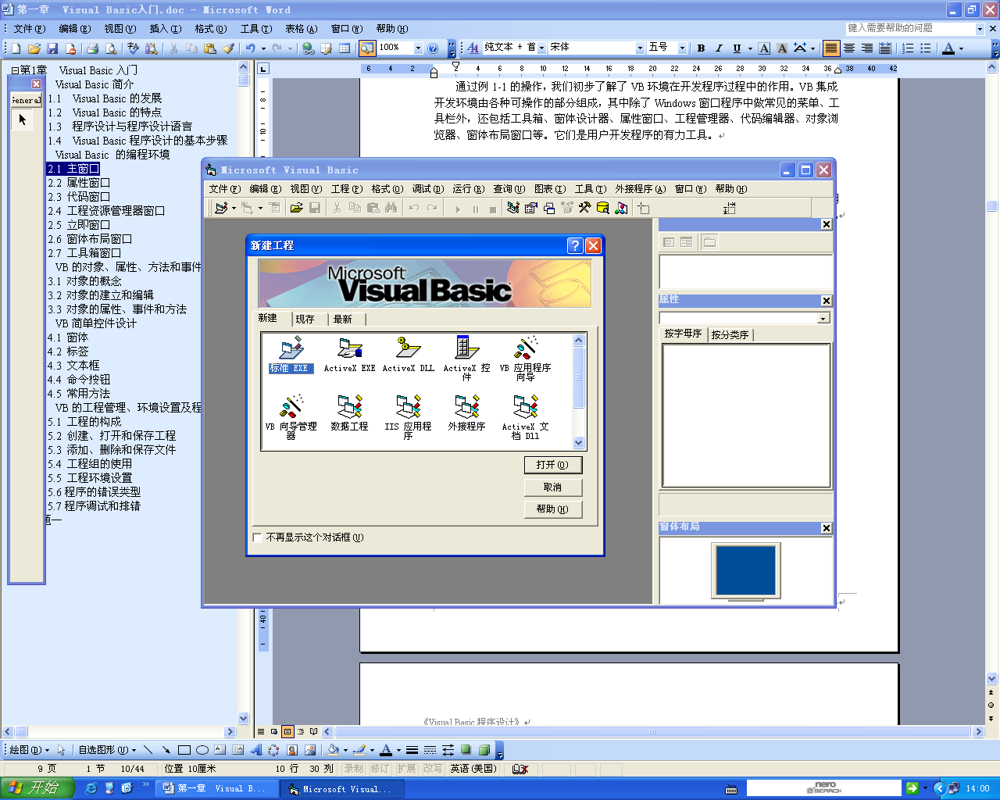 第一章 Visual Basic入门.doc - Microsoft Word
文件(F) 编辑(E) 视图(V) 插入(I) 格式(O) 工具(T) 表格(A) 窗口(W) 帮助(H) 键入需要帮助的问题
100% 纯文本 + 首 宋体 五号 B I U A A A
6 4 2 2 4 6 8 10 12 14 16 18 20 22 24 26 28 30 32 34 36 38 40 42
第1章 Visual Basic 入门
Visual Basic 简介
1.1 Visual Basic 的发展
1.2 Visual Basic 的特点
1.3 程序设计与程序设计语言
1.4 Visual Basic 程序设计的基本步骤
Visual Basic 的编程环境
2.1 主窗口
2.2 属性窗口
2.3 代码窗口
2.4 工程资源管理器窗口
2.5 立即窗口
2.6 窗体布局窗口
2.7 工具箱窗口
VB 的对象、属性、方法和事件
3.1 对象的概念
3.2 对象的建立和编辑
3.3 对象的属性、事件和方法
VB 简单控件设计
4.1 窗体
4.2 标签
4.3 文本框
4.4 命令按钮
4.5 常用方法
VB 的工程管理、环境设置及程
5.1 工程的构成
5.2 创建、打开和保存工程
5.3 添加、删除和保存文件
5.4 工程组的使用
5.5 工程环境设置
5.6 程序的错误类型
5.7 程序调试和排错
题一
General
通过例 1-1 的操作，我们初步了解了 VB 环境在开发程序过程中的作用。VB 集成
开发环境由各种可操作的部分组成，其中除了 Windows 窗口程序中做常见的菜单、工
具栏外，还包括工具箱、窗体设计器、属性窗口、工程管理器、代码编辑器、对象浏
览器、窗体布局窗口等。它们是用户开发程序的有力工具。
8
10
40
Microsoft Visual Basic
文件(F) 编辑(E) 视图(V) 工程(P) 格式(O) 调试(D) 运行(R) 查询(U) 图表(I) 工具(T) 外接程序(A) 窗口(W) 帮助(H)
新建工程
Microsoft
Visual Basic
新建 现存 最新
标准 EXE
ActiveX EXE
ActiveX DLL
ActiveX 控件
VB 应用程序向导
VB 向导管理器
数据工程
IIS 应用程序
外接程序
ActiveX 文档 Dll
打开(O)
取消
帮助(H)
不再显示这个对话框(U)
属性
按字母序 按分类序
窗体布局
《Visual Basic 程序设计》
绘图(D) 自选图形(U) A
9 页 1 节 10/44 位置 10厘米 10 行 30 列 录制 修订 扩展 改写 英语(美国)
开始 第一章 Visual B... Microsoft Visual... nero SEARCH 14:00